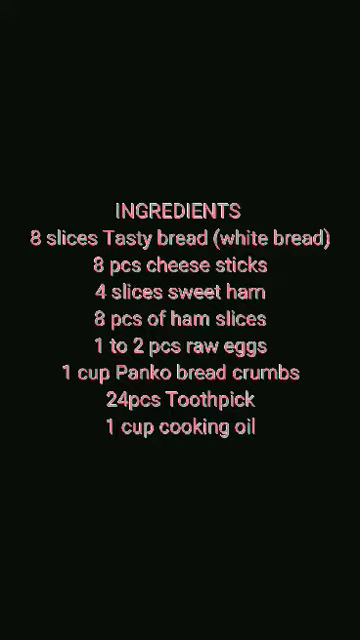 INGREDIENTS
8 slices Tasty bread (white bread)
8 pcs cheese sticks
4 slices sweet ham
8 pcs of ham slices
1 to 2 pcs raw eggs
1 cup Panko bread crumbs
24pcs Toothpick
1 cup cooking oil